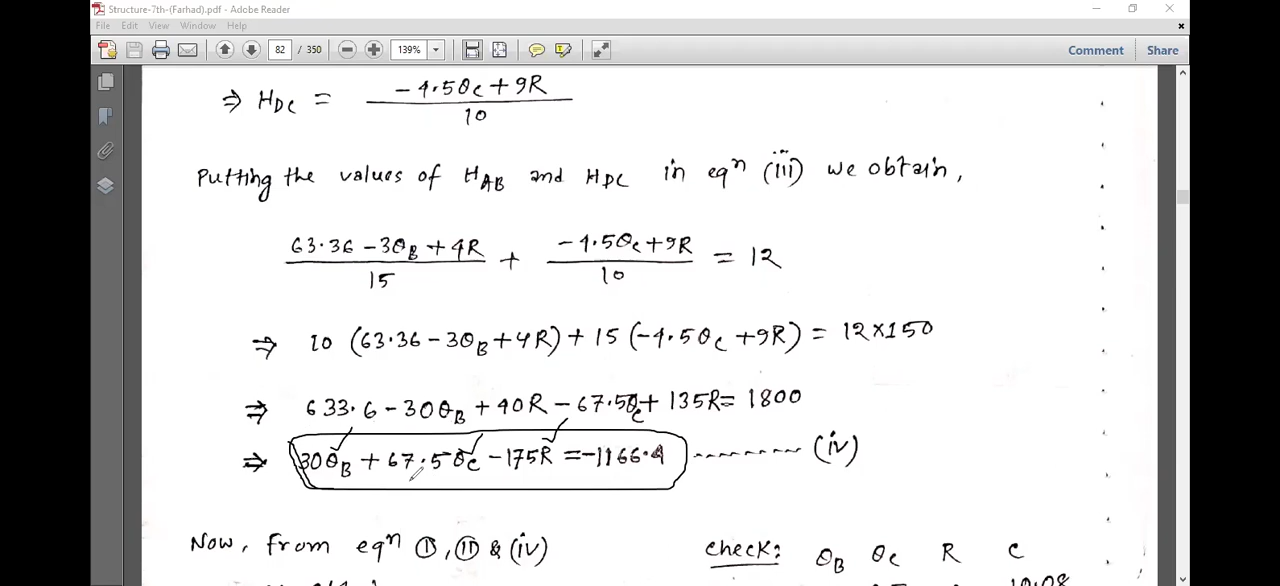 Structure-7th-(Farhad).pdf - Adobe Reader
File Edit View Window Help
82 / 350 139% Comment Share
⇒ H_DC = (-4.5θ_C + 9R) / 10
Putting the values of H_AB and H_DC in eqⁿ (iii) we obtain,
(63.36 - 3θ_B + 4R) / 15 + (-4.5θ_C + 9R) / 10 = 12
⇒ 10 (63.36 - 3θ_B + 4R) + 15 (-4.5θ_C + 9R) = 12×150
⇒ 633.6 - 30θ_B + 40R - 67.5θ_C + 135R = 1800
⇒ 30θ_B + 67.5θ_C - 175R = -1166.4 --------- (iv)
Now, from eqⁿ (i), (ii) & (iv)
check: θ_B θ_C R C